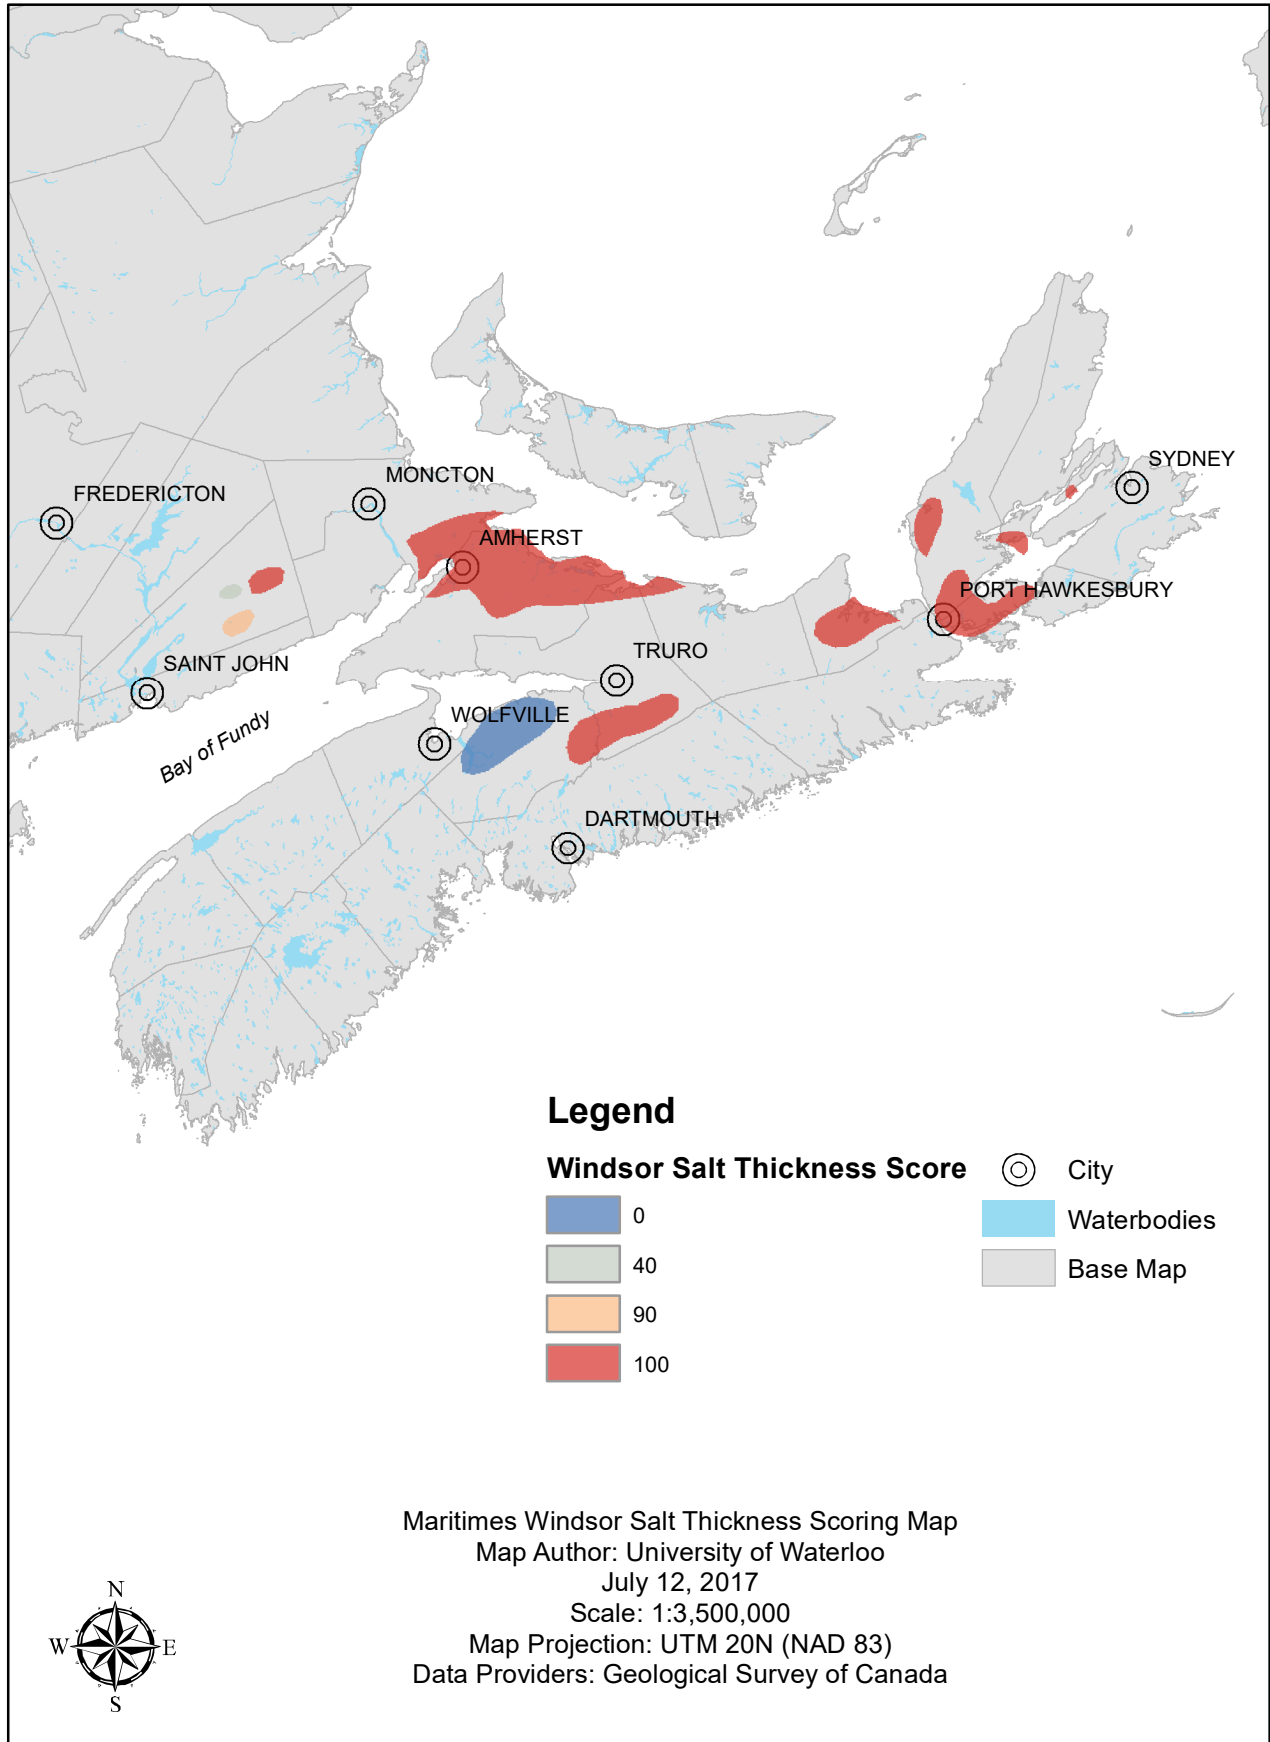 SYDNEY
MONCTON
FREDERICTON
AMHERST
PORT HAWKESBURY
TRURO
SAINT JOHN
WOLFVILLE
Bay of Fundy
DARTMOUTH
Legend
Windsor Salt Thickness Score
0
40
90
100
City
Waterbodies
Base Map
Maritimes Windsor Salt Thickness Scoring Map
Map Author: University of Waterloo
July 12, 2017
Scale: 1:3,500,000
Map Projection: UTM 20N (NAD 83)
Data Providers: Geological Survey of Canada
N
W E
S